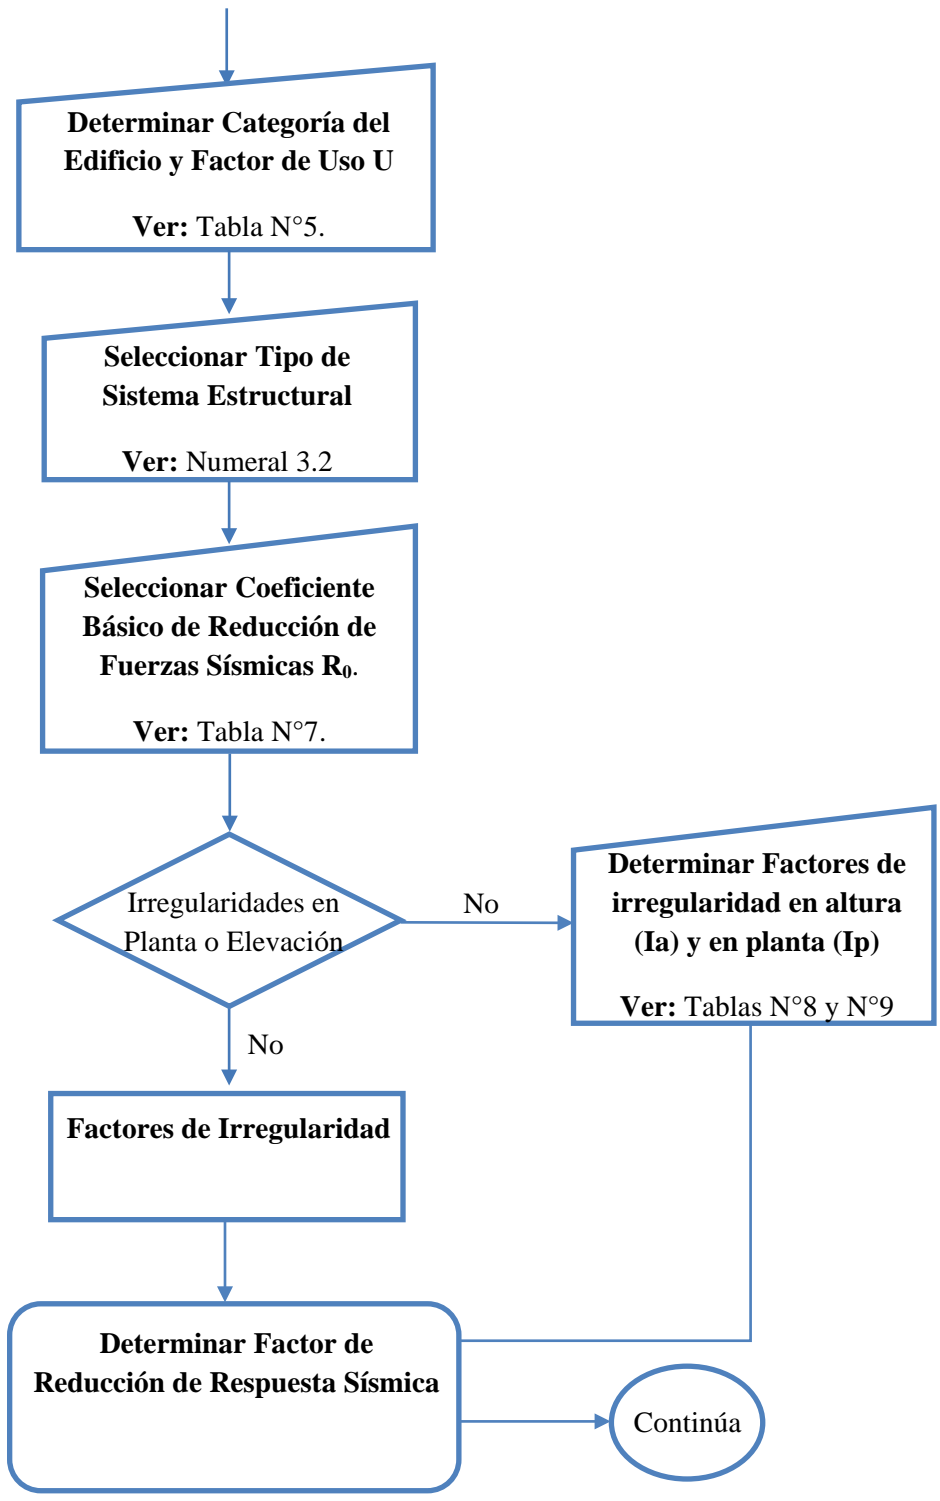 Determinar Categoría del
Edificio y Factor de Uso U
Ver: Tabla N°5.
Seleccionar Tipo de
Sistema Estructural
Ver: Numeral 3.2
Seleccionar Coeficiente
Básico de Reducción de
Fuerzas Sísmicas R₀.
Ver: Tabla N°7.
Irregularidades en
Planta o Elevación
No
Determinar Factores de
irregularidad en altura
(Ia) y en planta (Ip)
Ver: Tablas N°8 y N°9
No
Factores de Irregularidad
Determinar Factor de
Reducción de Respuesta Sísmica
Continúa